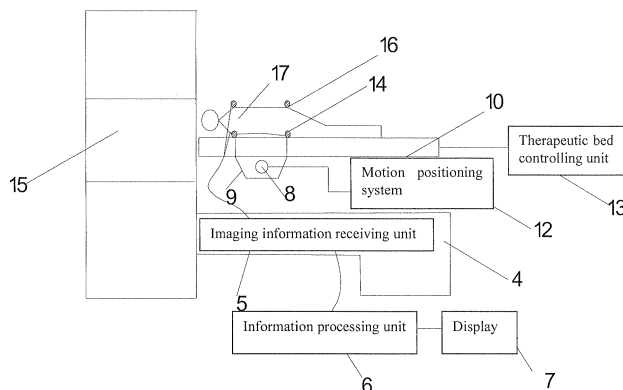 16
17
14
10
Therapeutic bed
controlling unit
15
9
8
Motion positioning
system
13
12
Imaging information receiving unit
4
5
Information processing unit
Display
6
7